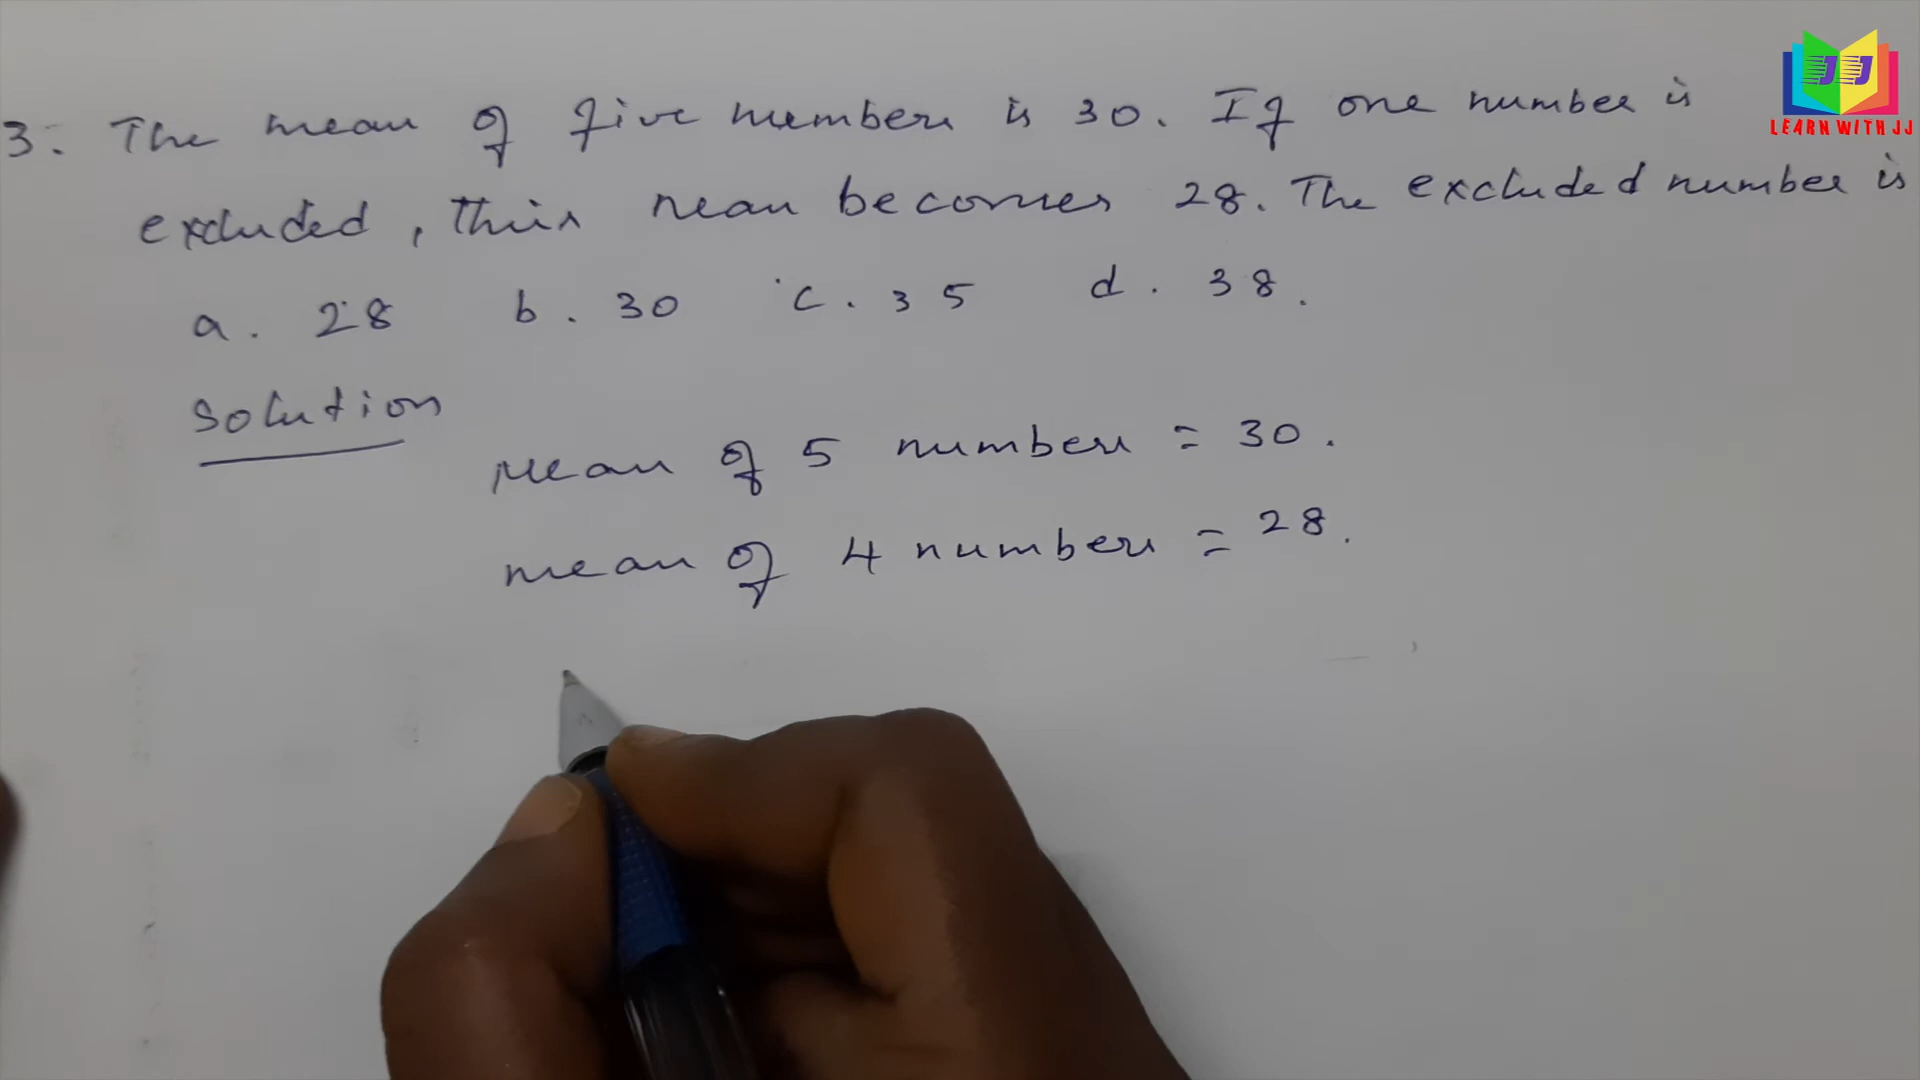 3. The mean of five numbers is 30. If one number is
excluded, their mean becomes 28. The excluded number is
a. 28 b. 30 c. 35 d. 38.
Solution
Mean of 5 numbers = 30.
mean of 4 numbers = 28.
JJ
LEARN WITH JJ